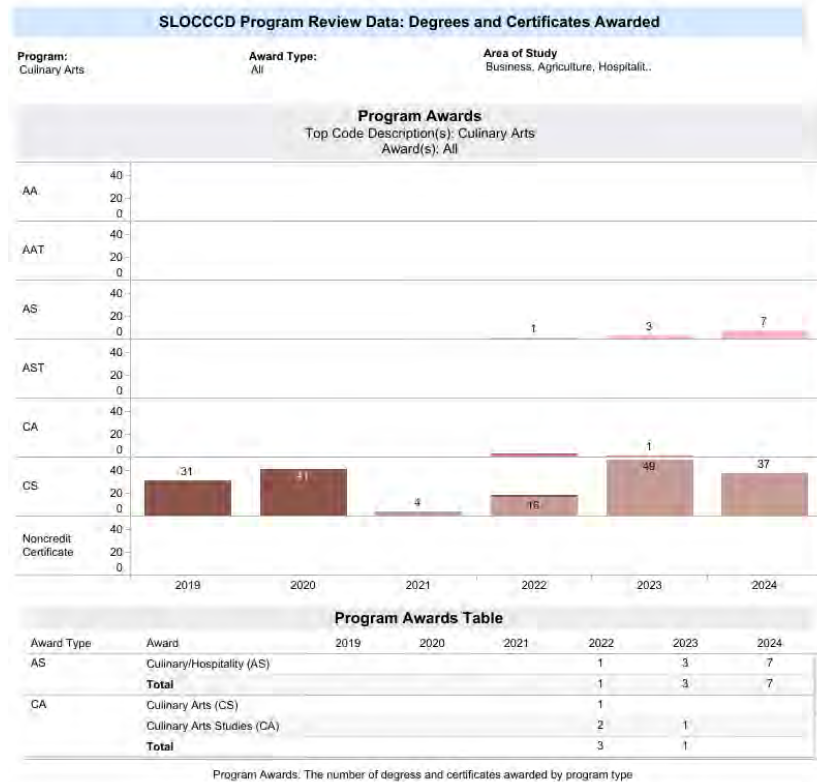 SLOCCCD Program Review Data: Degrees and Certificates Awarded
Program: Award Type: Area of Study
Culinary Arts All Business, Agriculture, Hospitalit..
Program Awards
Top Code Description(s): Culinary Arts
Award(s): All
40
AA
20
0
40
AAT
20
0
40
AS
20
0
1 3 7
40
AST
20
0
40
CA
20
0
1
40
CS
20
0
31 41 4 16 49 37
40
Noncredit
Certificate
20
0
2019 2020 2021 2022 2023 2024
Program Awards Table
Award Type Award 2019 2020 2021 2022 2023 2024
AS Culinary/Hospitality (AS) 1 3 7
Total 1 3 7
CA Culinary Arts (CS) 1
Culinary Arts Studies (CA) 2 1
Total 3 1
Program Awards. The number of degress and certificates awarded by program type